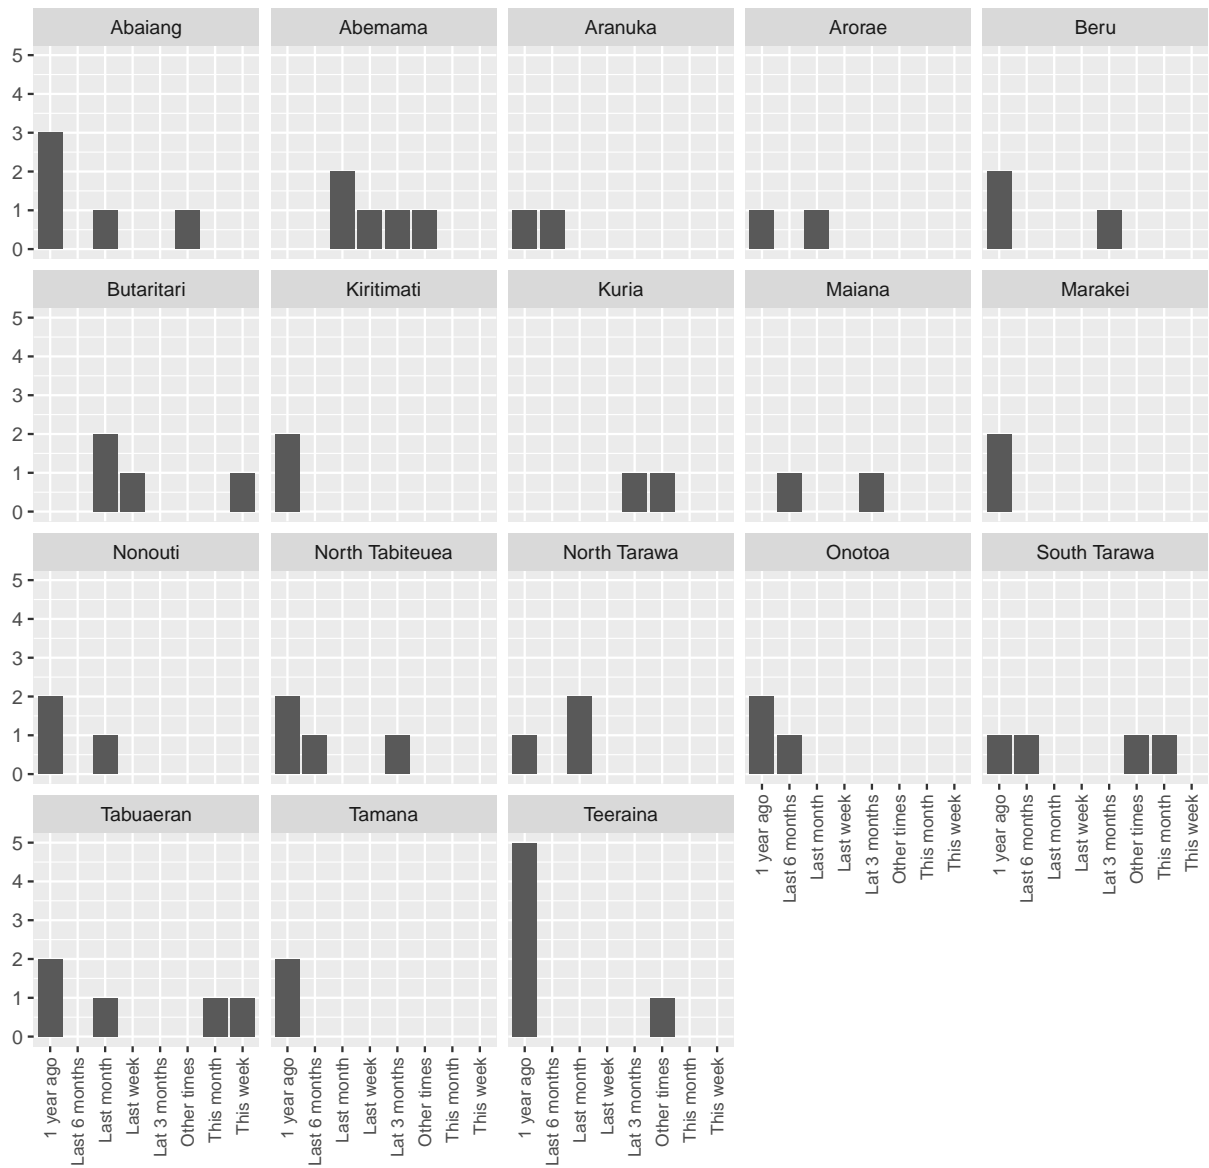 Abaiang Abemama Aranuka Arorae Beru
5
4
3
2
1
0
Butaritari Kiritimati Kuria Maiana Marakei
5
4
3
2
1
0
Nonouti North Tabiteuea North Tarawa Onotoa South Tarawa
5
4
3
2
1
0
1 year ago
Last 6 months
Last month
Last week
Lat 3 months
Other times
This month
This week
1 year ago
Last 6 months
Last month
Last week
Lat 3 months
Other times
This month
This week
Tabuaeran Tamana Teeraina
5
4
3
2
1
0
1 year ago
Last 6 months
Last month
Last week
Lat 3 months
Other times
This month
This week
1 year ago
Last 6 months
Last month
Last week
Lat 3 months
Other times
This month
This week
1 year ago
Last 6 months
Last month
Last week
Lat 3 months
Other times
This month
This week